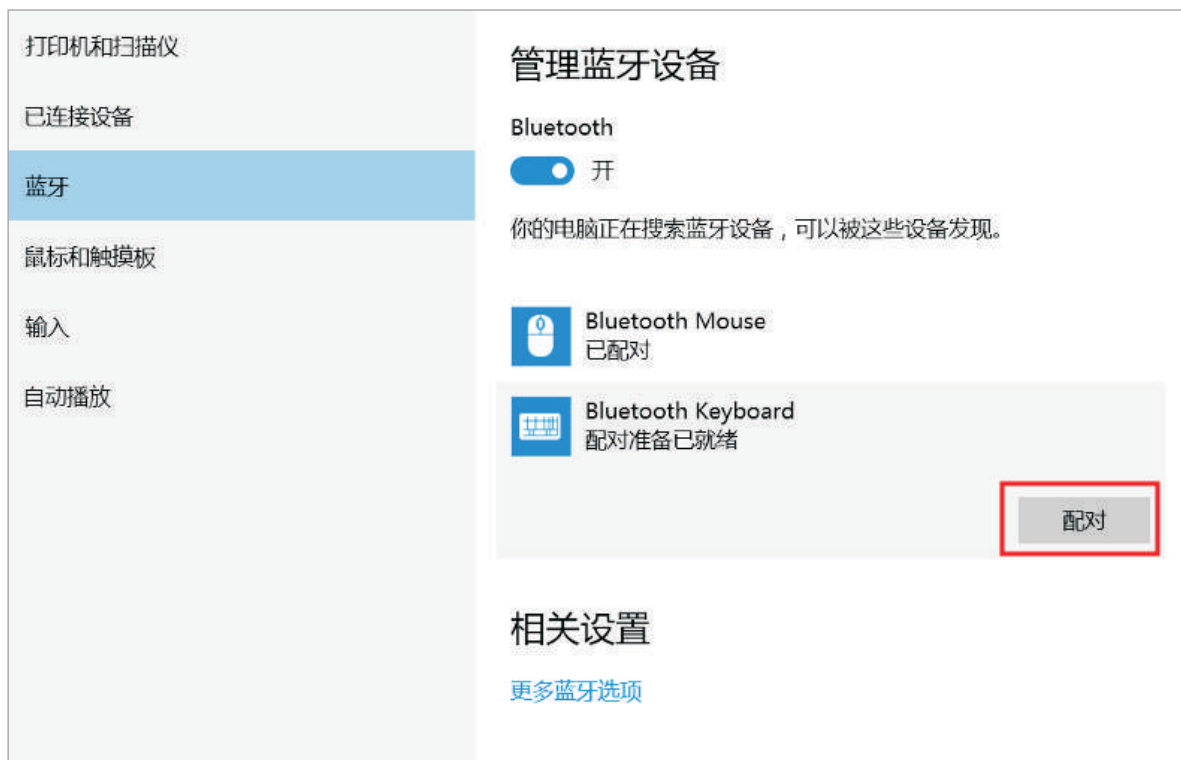 打印机和扫描仪
已连接设备
蓝牙
鼠标和触摸板
输入
自动播放
管理蓝牙设备
Bluetooth
开
你的电脑正在搜索蓝牙设备，可以被这些设备发现。
Bluetooth Mouse
已配对
Bluetooth Keyboard
配对准备已就绪
配对
相关设置
更多蓝牙选项